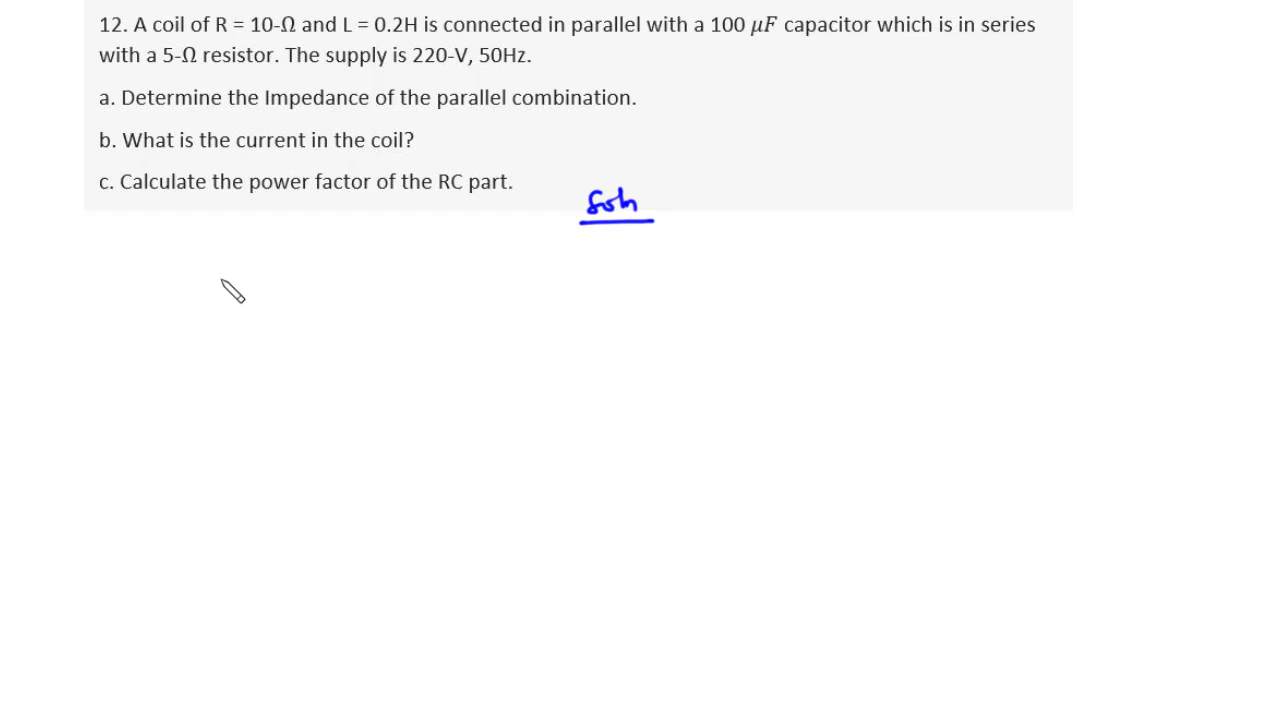 12. A coil of R = 10-Ω and L = 0.2H is connected in parallel with a 100 μF capacitor which is in series
with a 5-Ω resistor. The supply is 220-V, 50Hz.
a. Determine the Impedance of the parallel combination.
b. What is the current in the coil?
c. Calculate the power factor of the RC part.
Soln